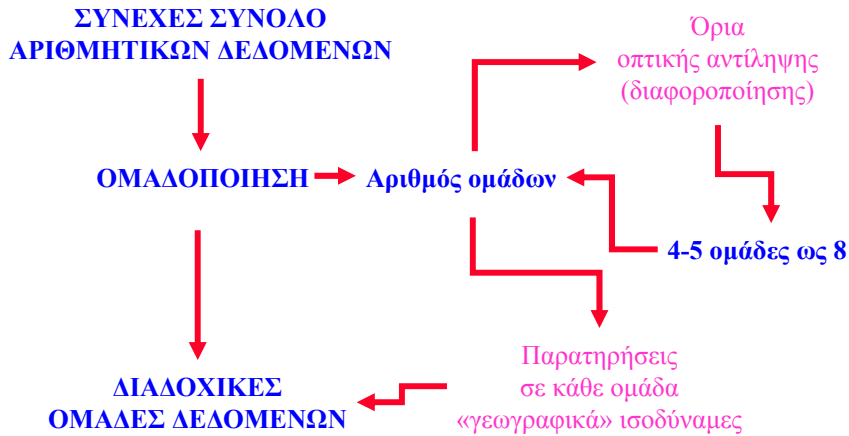 ΣΥΝΕΧΕΣ ΣΥΝΟΛΟ
ΑΡΙΘΜΗΤΙΚΩΝ ΔΕΔΟΜΕΝΩΝ
Όρια
οπτικής αντίληψης
(διαφοροποίησης)
ΟΜΑΔΟΠΟΙΗΣΗ
Αριθμός ομάδων
4-5 ομάδες ως 8
Παρατηρήσεις
σε κάθε ομάδα
«γεωγραφικά» ισοδύναμες
ΔΙΑΔΟΧΙΚΕΣ
ΟΜΑΔΕΣ ΔΕΔΟΜΕΝΩΝ